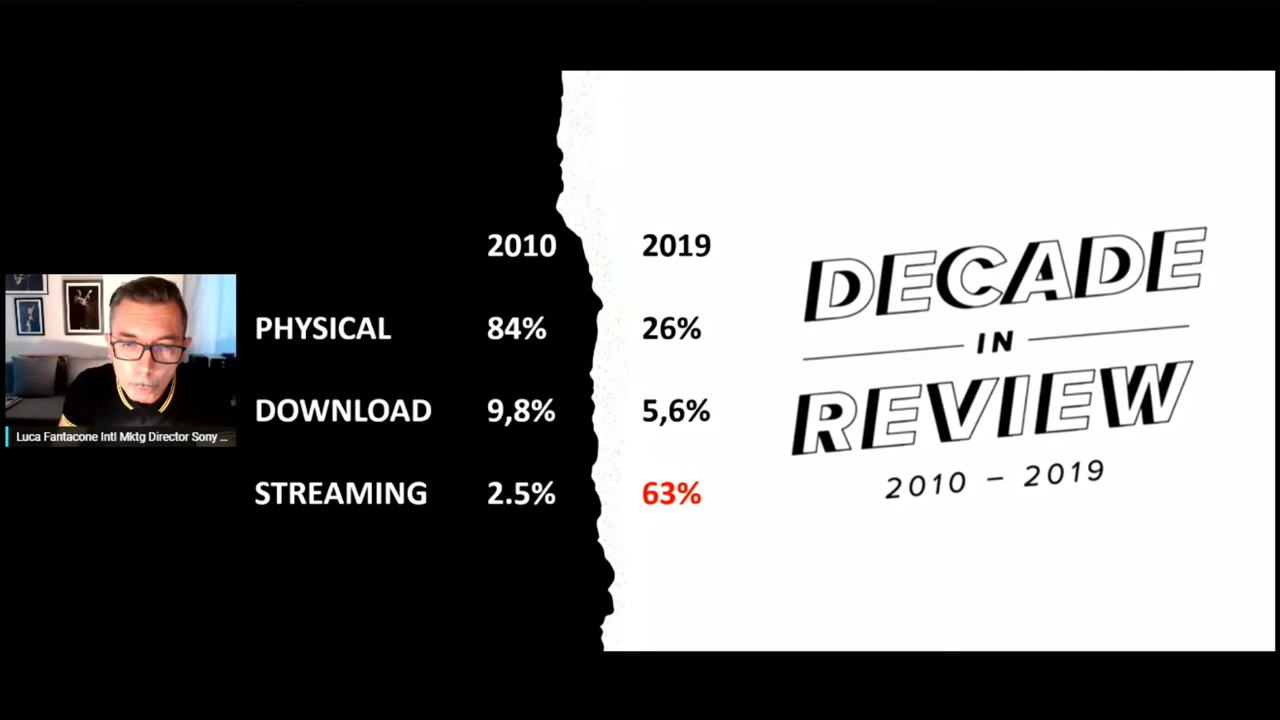 2010 2019
PHYSICAL 84% 26%
DOWNLOAD 9,8% 5,6%
STREAMING 2.5% 63%
DECADE
IN
REVIEW
2010 – 2019
Luca Fantacone Intl Mktg Director Sony ...